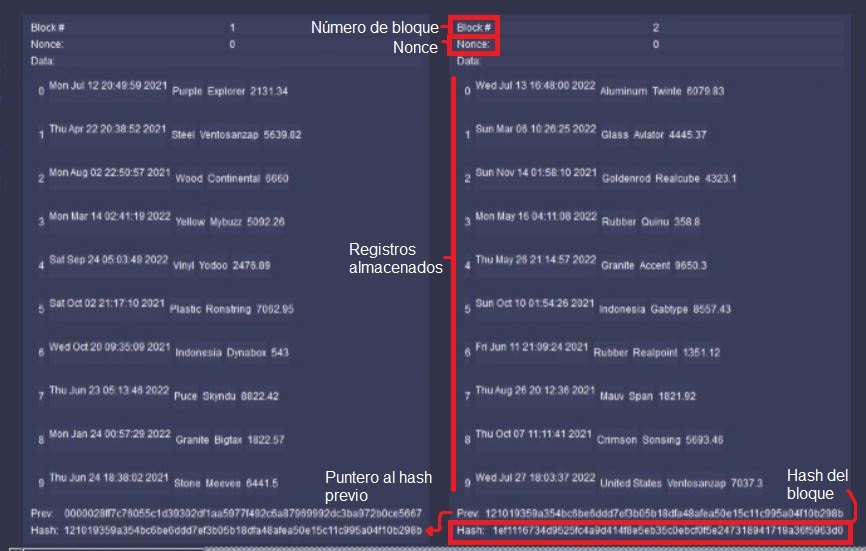 Block # 1
Nonce: 0
Data:
0 Mon Jul 12 20:49:59 2021 Purple Explorer 2131.34
1 Thu Apr 22 20:38:52 2021 Steel Ventosanzap 5639.82
2 Mon Aug 02 22:50:57 2021 Wood Continental 6660
3 Mon Mar 14 02:41:19 2022 Yellow Mybuzz 5092.26
4 Sat Sep 24 05:03:49 2022 Vinyl Yodoo 2476.89
5 Sat Oct 02 21:17:10 2021 Plastic Ronstring 7062.95
6 Wed Oct 20 09:35:09 2021 Indonesia Dynabox 543
7 Thu Jun 23 05:13:46 2022 Puce Skyndu 8822.42
8 Mon Jan 24 00:57:29 2022 Granite Bigtax 1822.57
9 Thu Jun 24 18:38:02 2021 Stone Meevee 6441.5
Prev: 0000028ff7c76055c1d39302df1aa5977f492c6a87969992dc3ba972b0ce5667
Hash: 121019359a354bc6be6ddd7ef3b05b18dfa48afea50e15c11c995a04f10b298b
Número de bloque
Nonce
Registros
almacenados
Puntero al hash
previo
Block # 2
Nonce: 0
Data:
0 Wed Jul 13 16:48:00 2022 Aluminum Twinte 6079.83
1 Sun Mar 06 10:26:25 2022 Glass Aviator 4445.37
2 Sun Nov 14 01:58:10 2021 Goldenrod Realcube 4323.1
3 Mon May 16 04:11:08 2022 Rubber Quinu 358.8
4 Thu May 26 21:14:57 2022 Granite Accent 9650.3
5 Sun Oct 10 01:54:26 2021 Indonesia Gabtype 8557.43
6 Fri Jun 11 21:09:24 2021 Rubber Realpoint 1351.12
7 Thu Aug 26 20:12:36 2021 Mauv Span 1821.92
8 Thu Oct 07 11:11:41 2021 Crimson Sonsing 5693.46
9 Wed Jul 27 18:03:37 2022 United States Ventosanzap 7037.3
Hash del
bloque
Prev: 121019359a354bc6be6ddd7ef3b05b18dfa48afea50e15c11c995a04f10b298b
Hash: 1ef1116734d9525fc4a9d414f8e5eb35c0ebcf0f5e247318941719a36f5963d0